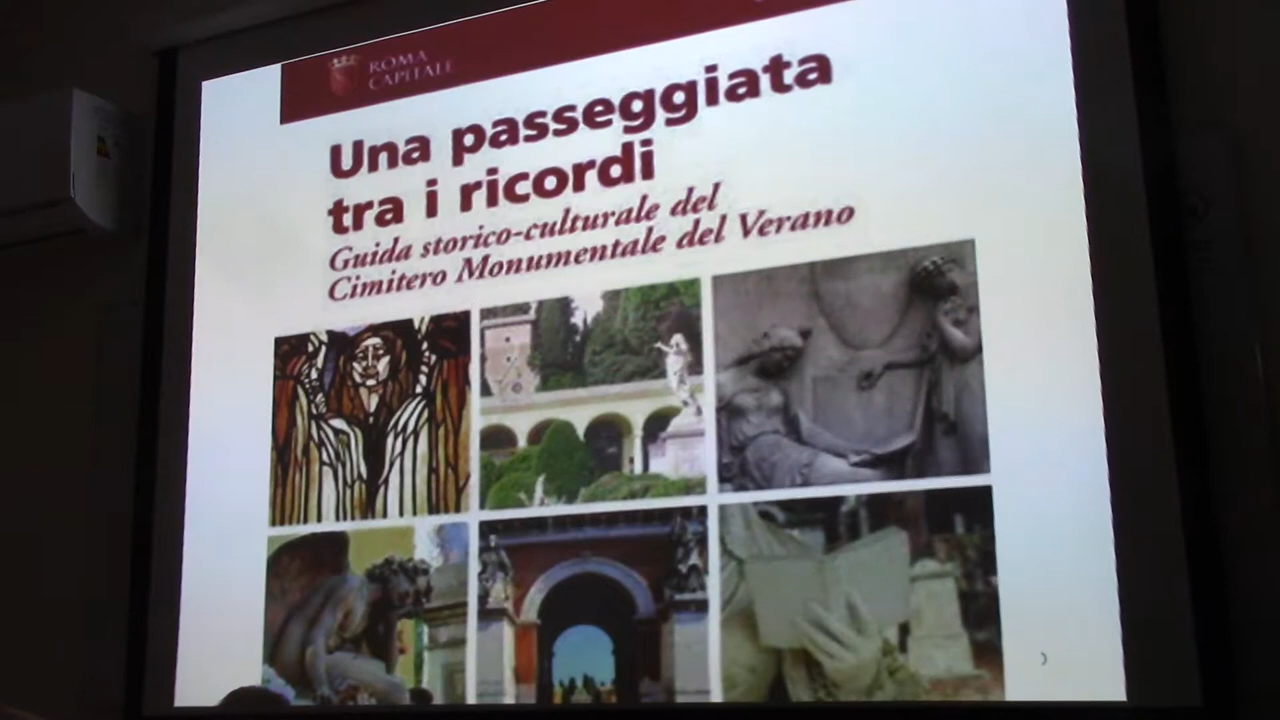 ROMA
CAPITALE
Una passeggiata
tra i ricordi
Guida storico-culturale del
Cimitero Monumentale del Verano